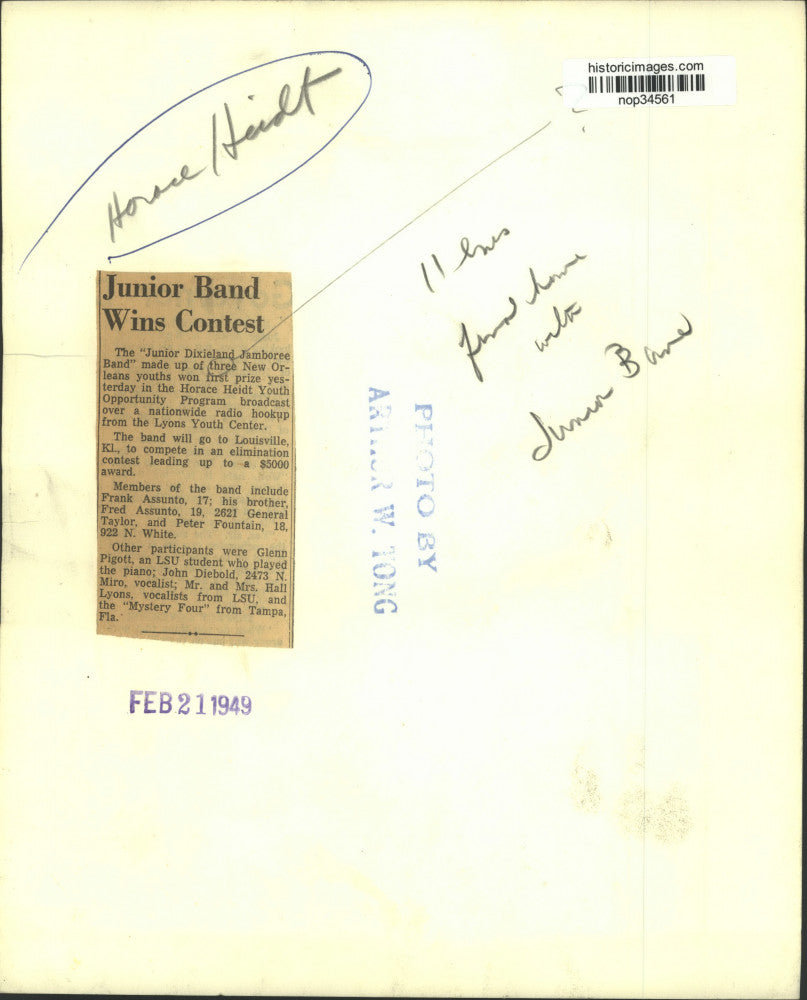 historicimages.com
nop34561
?
Horace Heidt
11 lines
Junior Band
Junior Band
Wins Contest
The "Junior Dixieland Jamboree
Band" made up of three New Or-
leans youths won first prize yes-
terday in the Horace Heidt Youth
Opportunity Program broadcast
over a nationwide radio hookup
from the Lyons Youth Center.
The band will go to Louisville,
Kl., to compete in an elimination
contest leading up to a $5000
award.
Members of the band include
Frank Assunto, 17; his brother,
Fred Assunto, 19, 2621 General
Taylor, and Peter Fountain, 18,
922 N. White.
Other participants were Glenn
Pigott, an LSU student who played
the piano; John Diebold, 2473 N.
Miro, vocalist; Mr. and Mrs. Hall
Lyons, vocalists from LSU, and
the "Mystery Four" from Tampa,
Fla.
PHOTO BY
W. TONG
FEB 21 1949